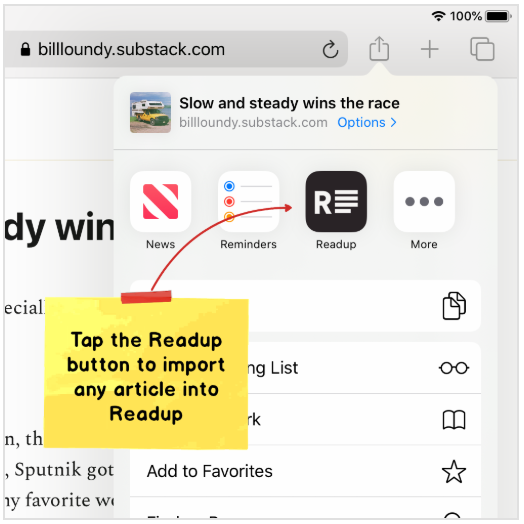 100%
billloundy.substack.com
Slow and steady wins the race
billloundy.substack.com Options >
R
News Reminders Readup More
dy win
Tap the Readup
button to import
any article into
Readup
ng List
rk
n, th
, Sputnik got
Add to Favorites
ny favorite